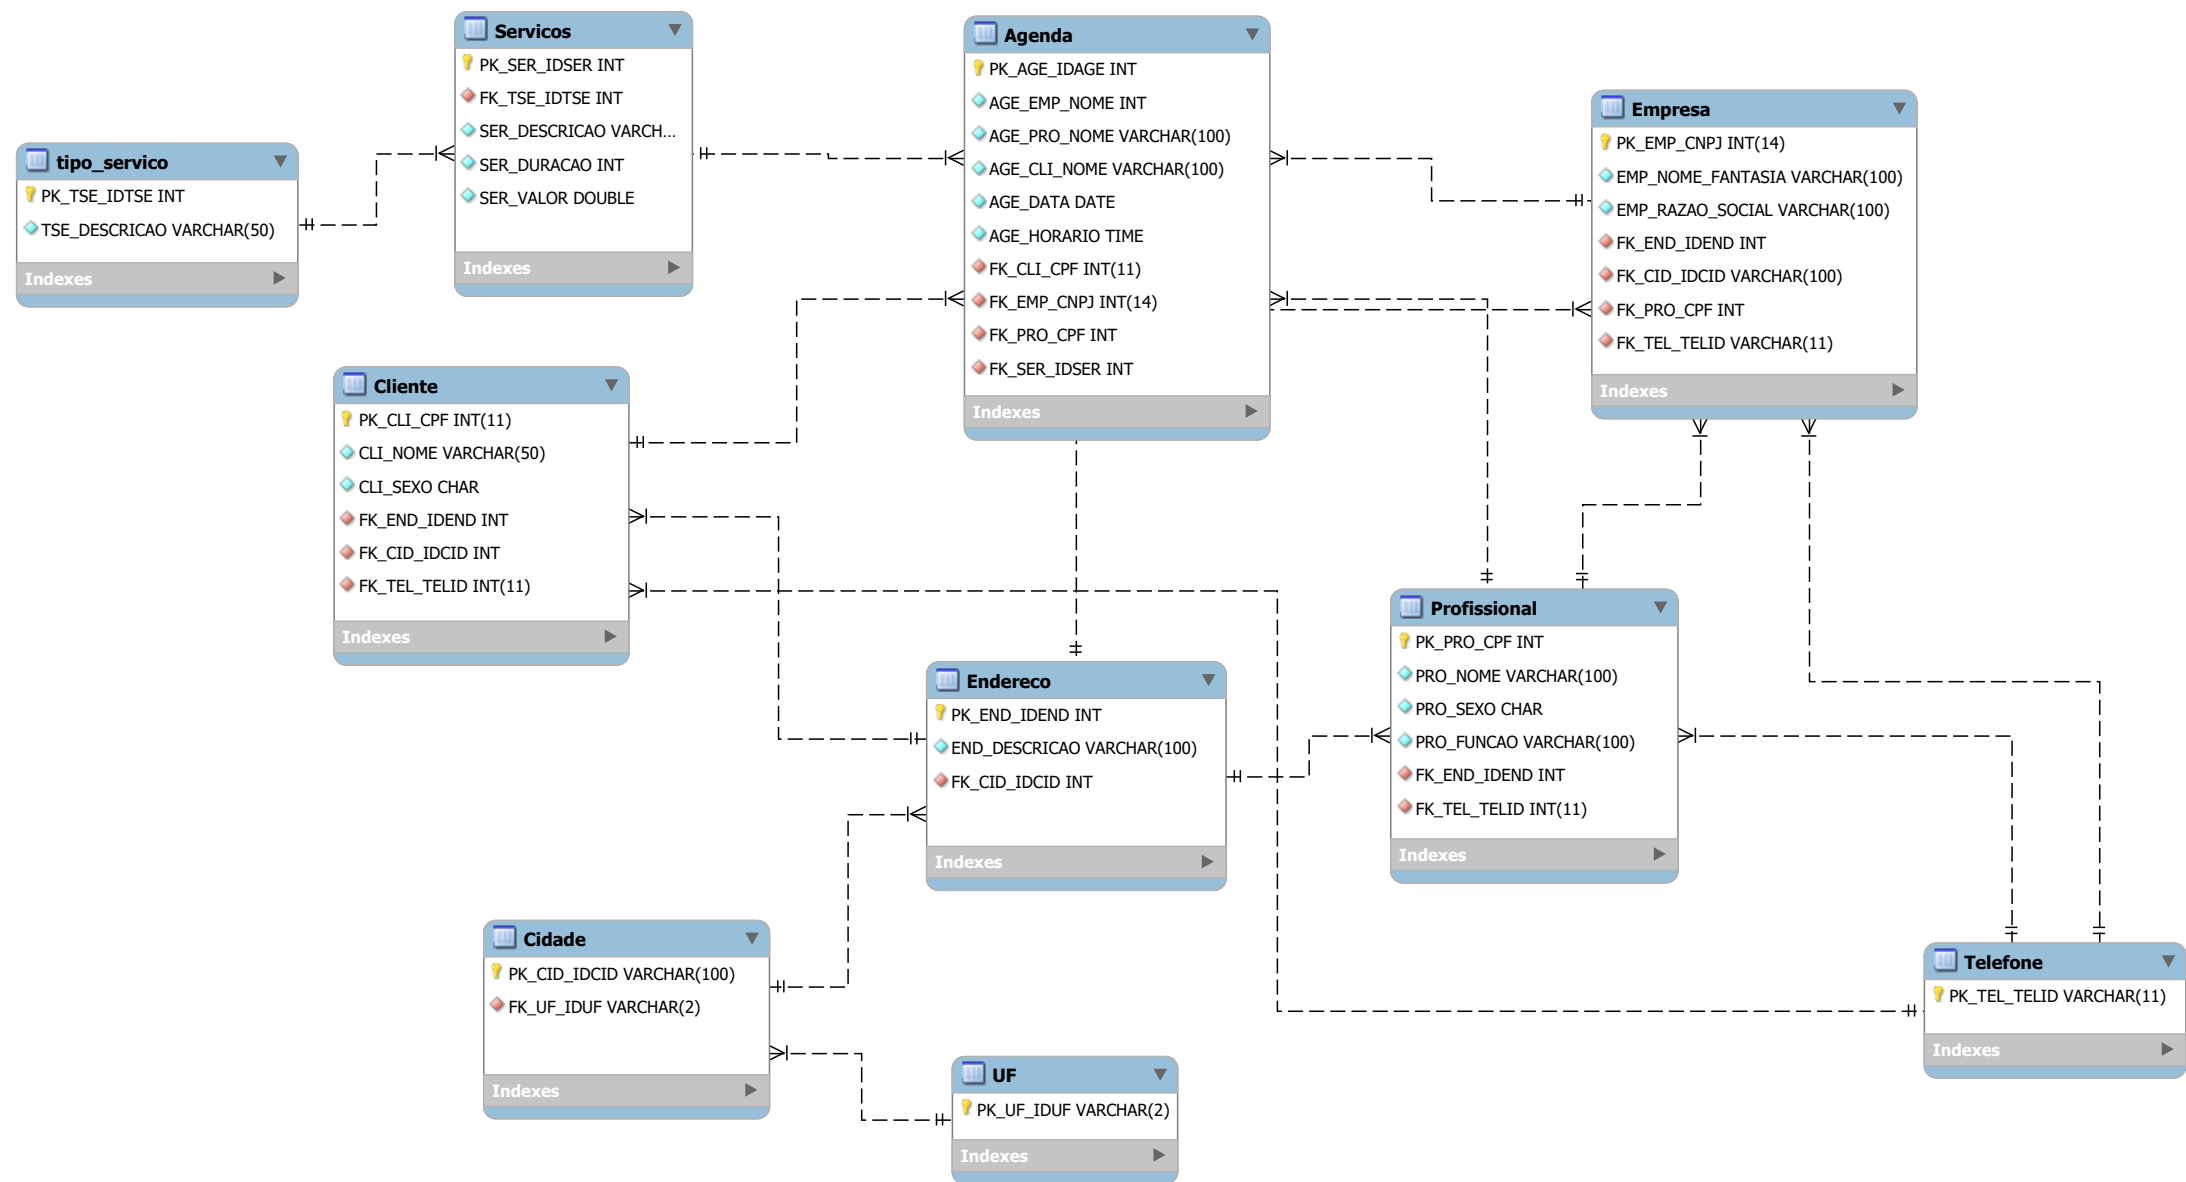 Servicos
PK_SER_IDSER INT
FK_TSE_IDTSE INT
SER_DESCRICAO VARCH...
SER_DURACAO INT
SER_VALOR DOUBLE
Indexes
Agenda
PK_AGE_IDAGE INT
AGE_EMP_NOME INT
AGE_PRO_NOME VARCHAR(100)
AGE_CLI_NOME VARCHAR(100)
AGE_DATA DATE
AGE_HORARIO TIME
FK_CLI_CPF INT(11)
FK_EMP_CNPJ INT(14)
FK_PRO_CPF INT
FK_SER_IDSER INT
Indexes
Empresa
PK_EMP_CNPJ INT(14)
EMP_NOME_FANTASIA VARCHAR(100)
EMP_RAZAO_SOCIAL VARCHAR(100)
FK_END_IDEND INT
FK_CID_IDCID VARCHAR(100)
FK_PRO_CPF INT
FK_TEL_TELID VARCHAR(11)
Indexes
tipo_servico
PK_TSE_IDTSE INT
TSE_DESCRICAO VARCHAR(50)
Indexes
Cliente
PK_CLI_CPF INT(11)
CLI_NOME VARCHAR(50)
CLI_SEXO CHAR
FK_END_IDEND INT
FK_CID_IDCID INT
FK_TEL_TELID INT(11)
Indexes
Endereco
PK_END_IDEND INT
END_DESCRICAO VARCHAR(100)
FK_CID_IDCID INT
Indexes
Profissional
PK_PRO_CPF INT
PRO_NOME VARCHAR(100)
PRO_SEXO CHAR
PRO_FUNCAO VARCHAR(100)
FK_END_IDEND INT
FK_TEL_TELID INT(11)
Indexes
Cidade
PK_CID_IDCID VARCHAR(100)
FK_UF_IDUF VARCHAR(2)
Indexes
Telefone
PK_TEL_TELID VARCHAR(11)
Indexes
UF
PK_UF_IDUF VARCHAR(2)
Indexes